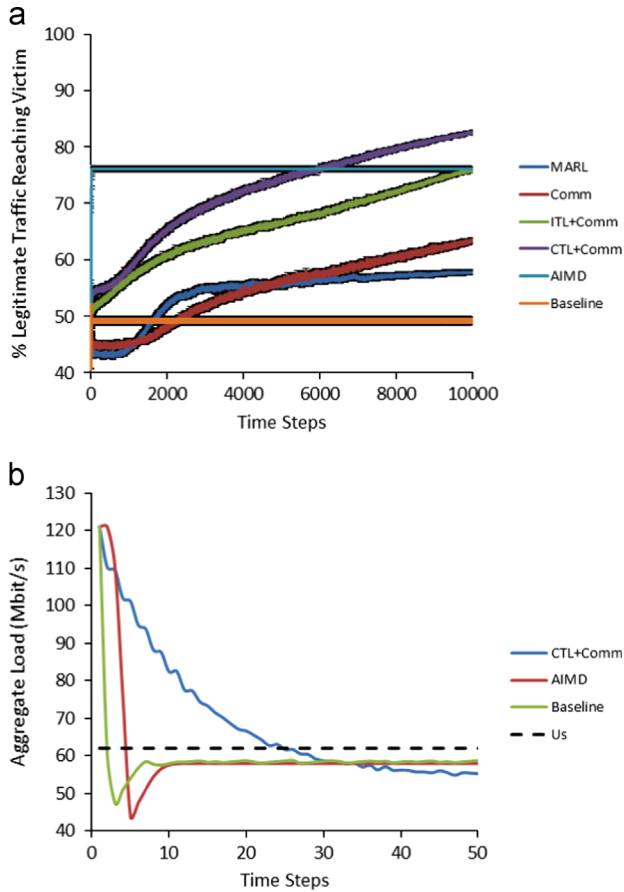 a
% Legitimate Traffic Reaching Victim
100
90
80
70
60
50
40
0 2000 4000 6000 8000 10000
Time Steps
MARL
Comm
ITL+Comm
CTL+Comm
AIMD
Baseline
b
Aggregate Load (Mbit/s)
130
120
110
100
90
80
70
60
50
40
0 10 20 30 40 50
Time Steps
CTL+Comm
AIMD
Baseline
Us